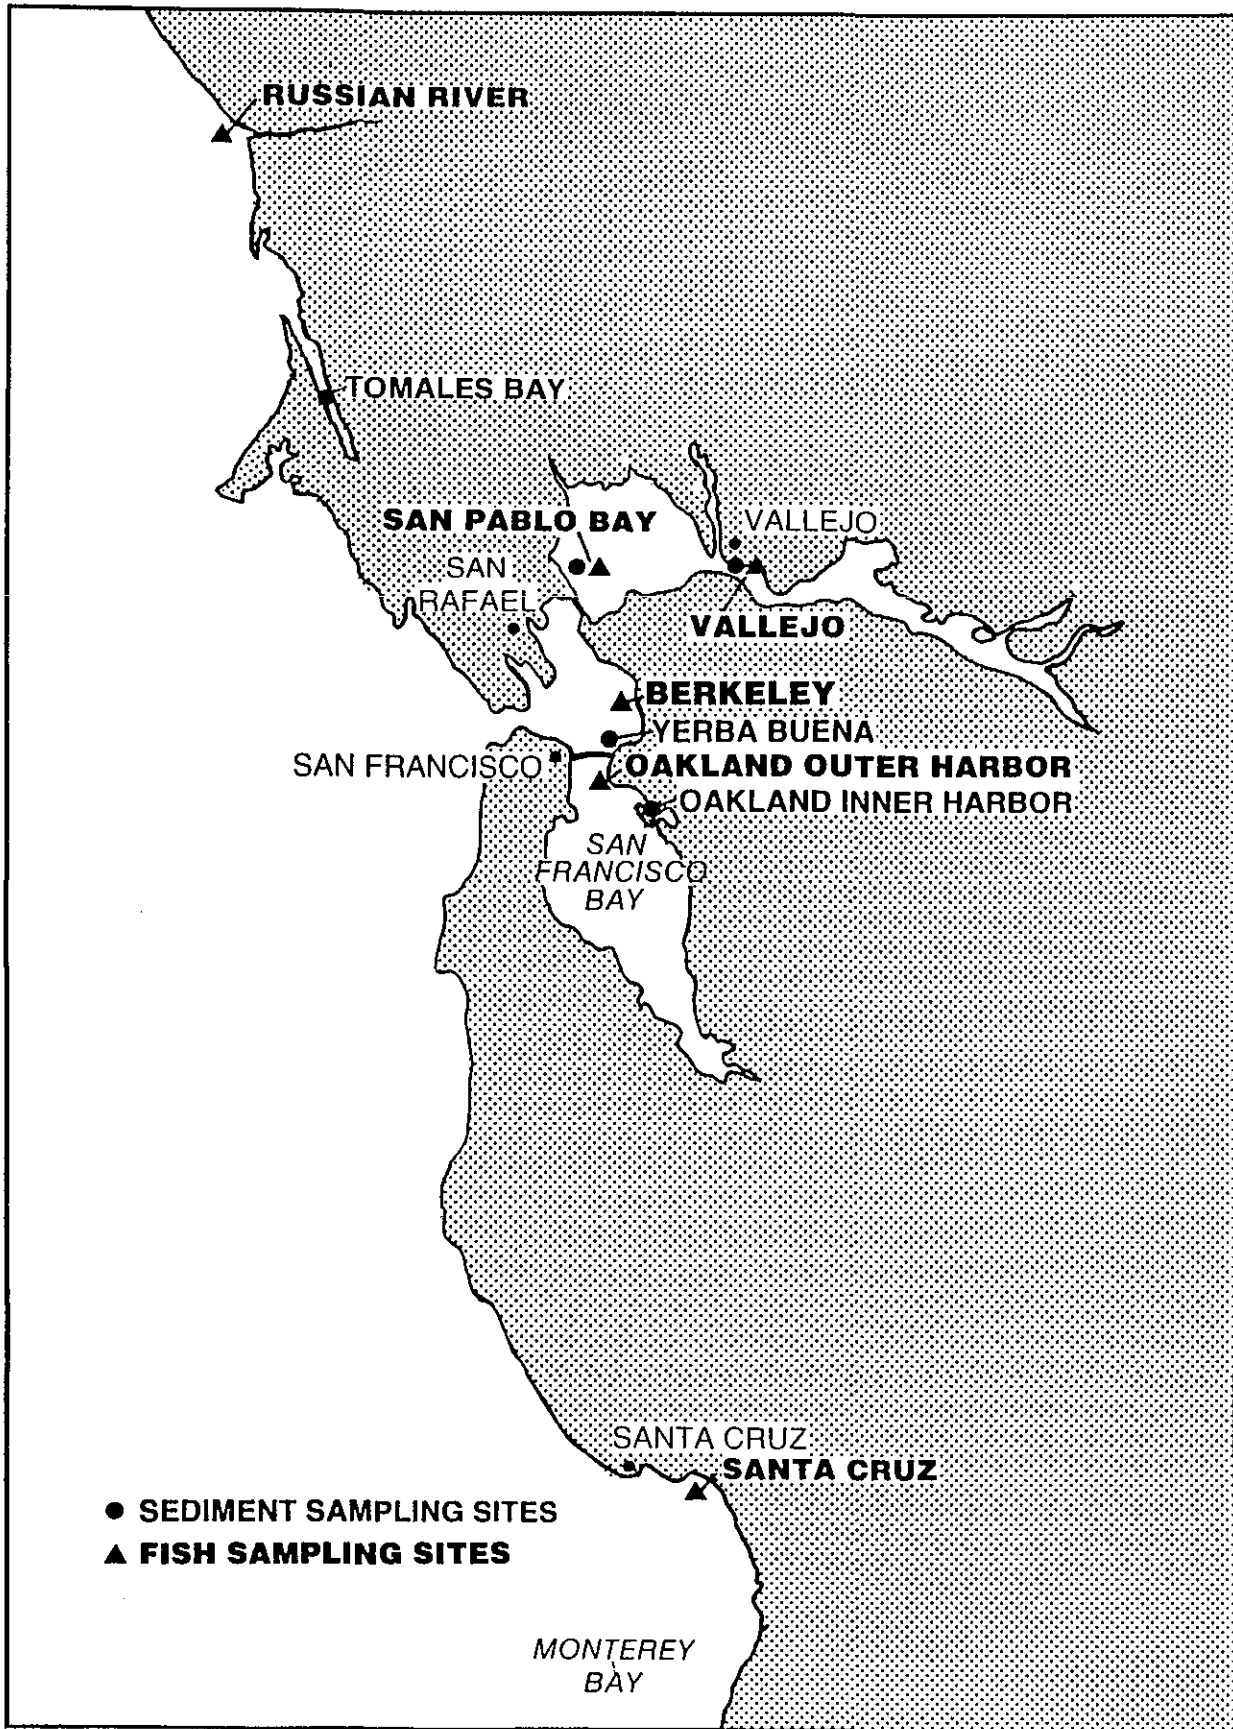 RUSSIAN RIVER
TOMALES BAY
SAN PABLO BAY
VALLEJO
SAN
RAFAEL
VALLEJO
BERKELEY
YERBA BUENA
SAN FRANCISCO
OAKLAND OUTER HARBOR
OAKLAND INNER HARBOR
SAN
FRANCISCO
BAY
SANTA CRUZ
SANTA CRUZ
SEDIMENT SAMPLING SITES
FISH SAMPLING SITES
MONTEREY
BAY